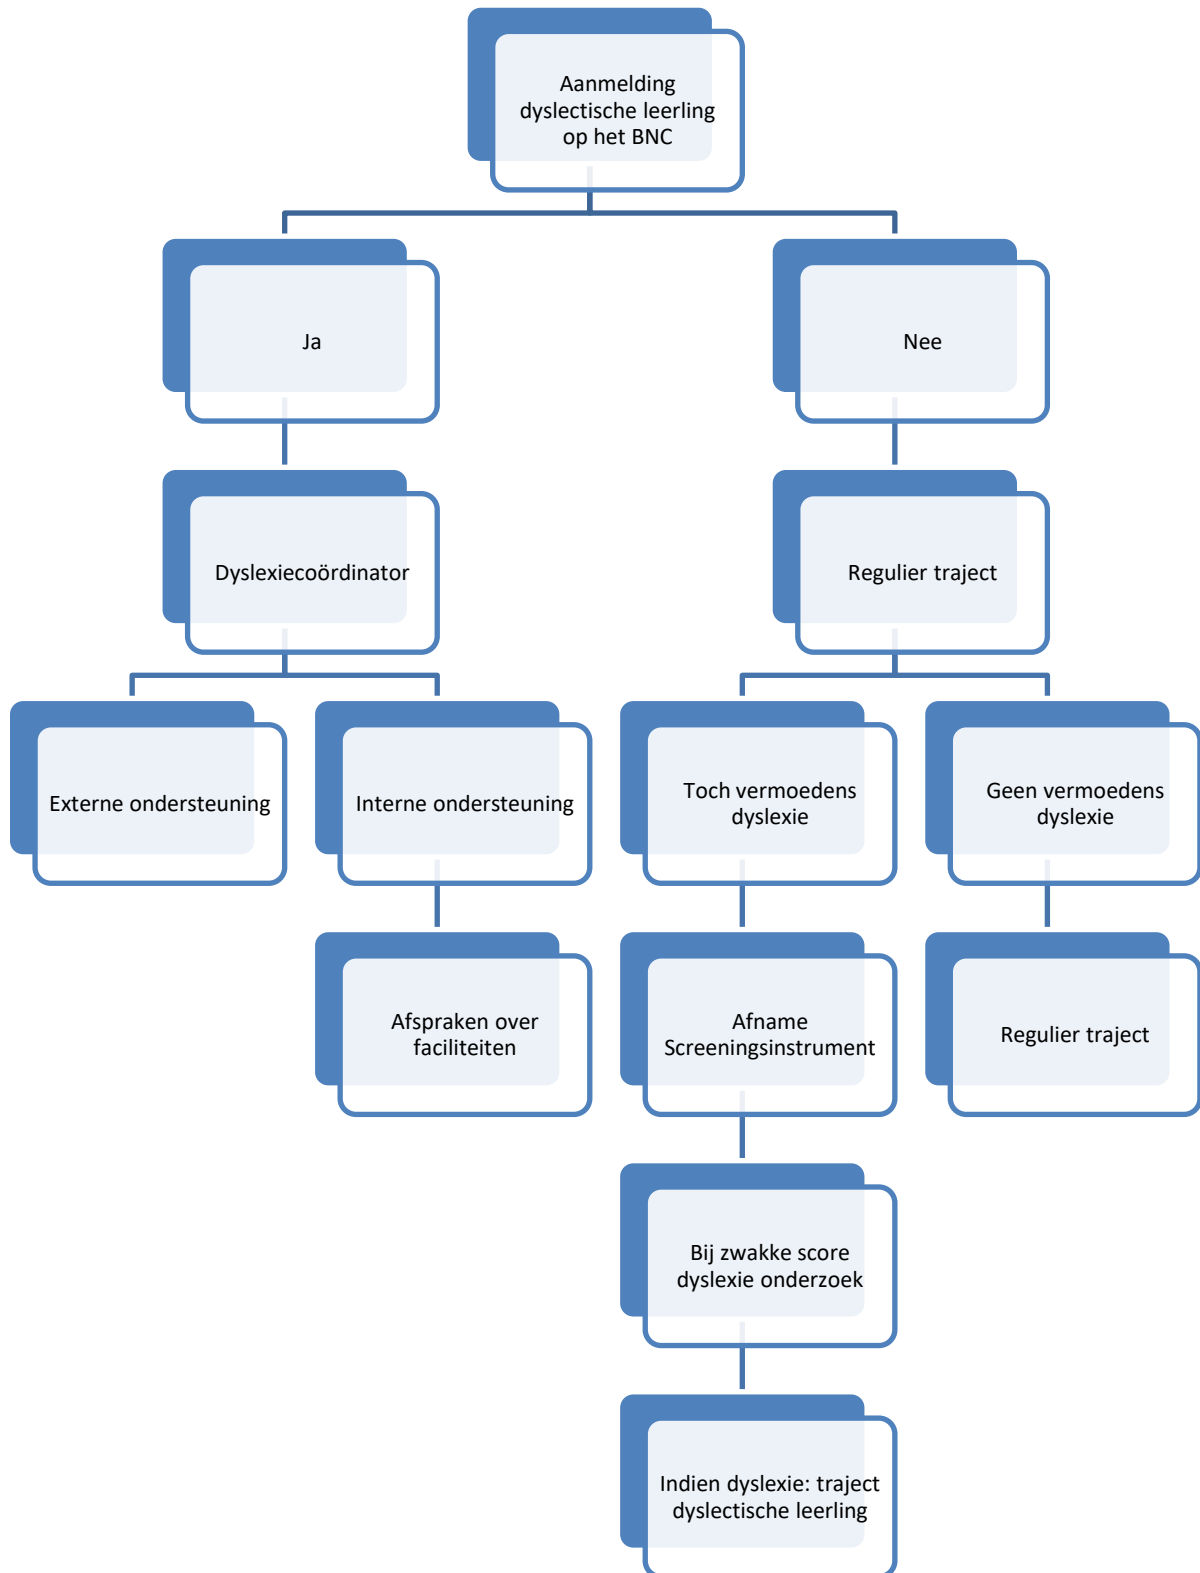 Aanmelding
dyslectische leerling
op het BNC
Ja
Nee
Dyslexiecoördinator
Regulier traject
Externe ondersteuning
Interne ondersteuning
Toch vermoedens
dyslexie
Geen vermoedens
dyslexie
Afspraken over
faciliteiten
Afname
Screeningsinstrument
Regulier traject
Bij zwakke score
dyslexie onderzoek
Indien dyslexie: traject
dyslectische leerling